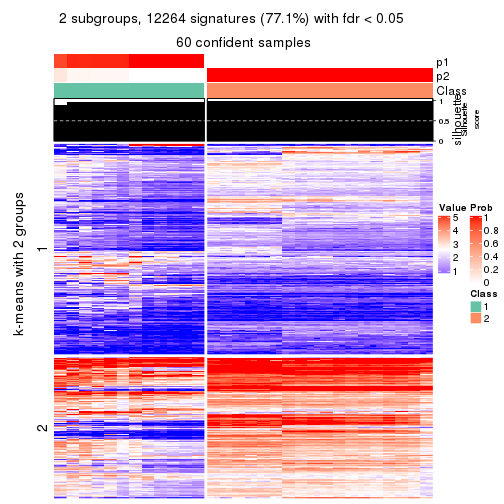 2 subgroups, 12264 signatures (77.1%) with fdr < 0.05
60 confident samples
p1
p2
Class
1
0.5
0
silhouette
Silhouette
score
k-means with 2 groups
1
2
Value
5
4
3
2
1
Prob
1
0.8
0.6
0.4
0.2
0
Class
1
2